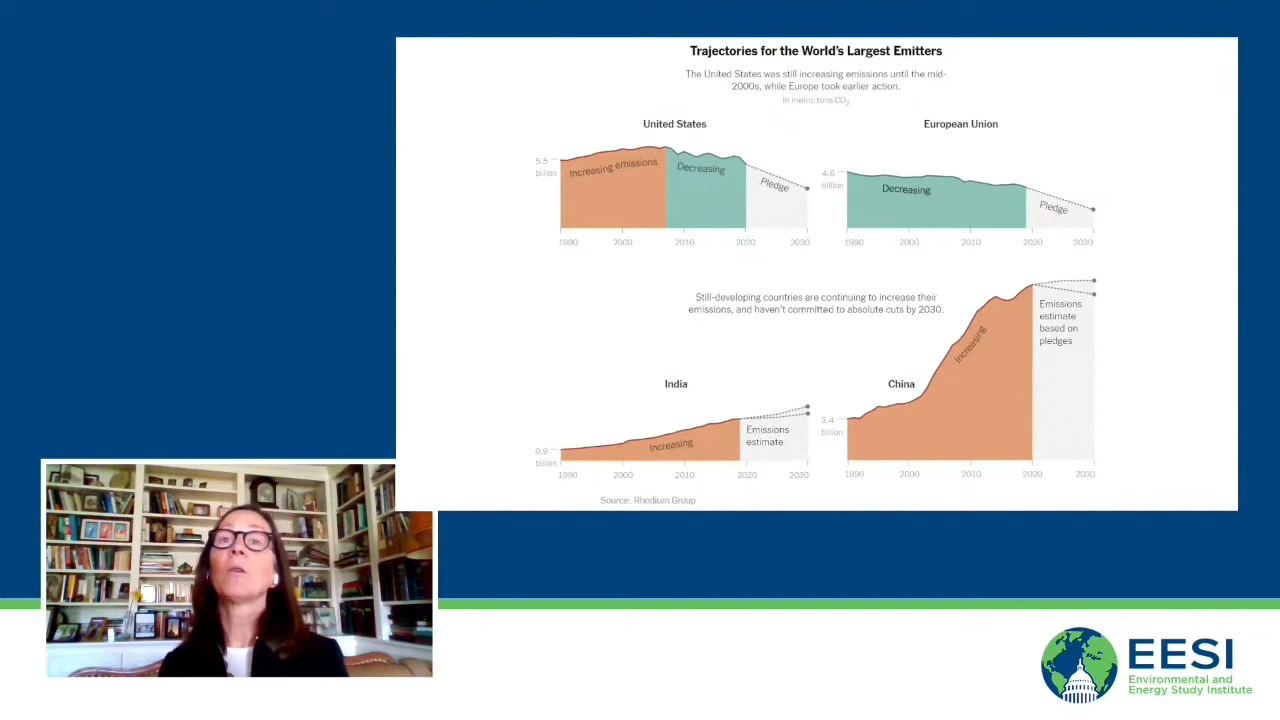 Trajectories for the World's Largest Emitters
The United States was still increasing emissions until the mid-
2000s, while Europe took earlier action.
In metric tons CO2
United States
5.5
billion
Increasing emissions
Decreasing
Pledge
1990 2000 2010 2020 2030
European Union
4.6
billion
Decreasing
Pledge
1990 2000 2010 2020 2030
Still-developing countries are continuing to increase their
emissions, and haven't committed to absolute cuts by 2030.
India
0.9
billion
Increasing
Emissions
estimate
1990 2000 2010 2020 2030
China
3.4
billion
Increasing
Emissions
estimate
based on
pledges
1990 2000 2010 2020 2030
Source: Rhodium Group
EESI
Environmental and
Energy Study Institute